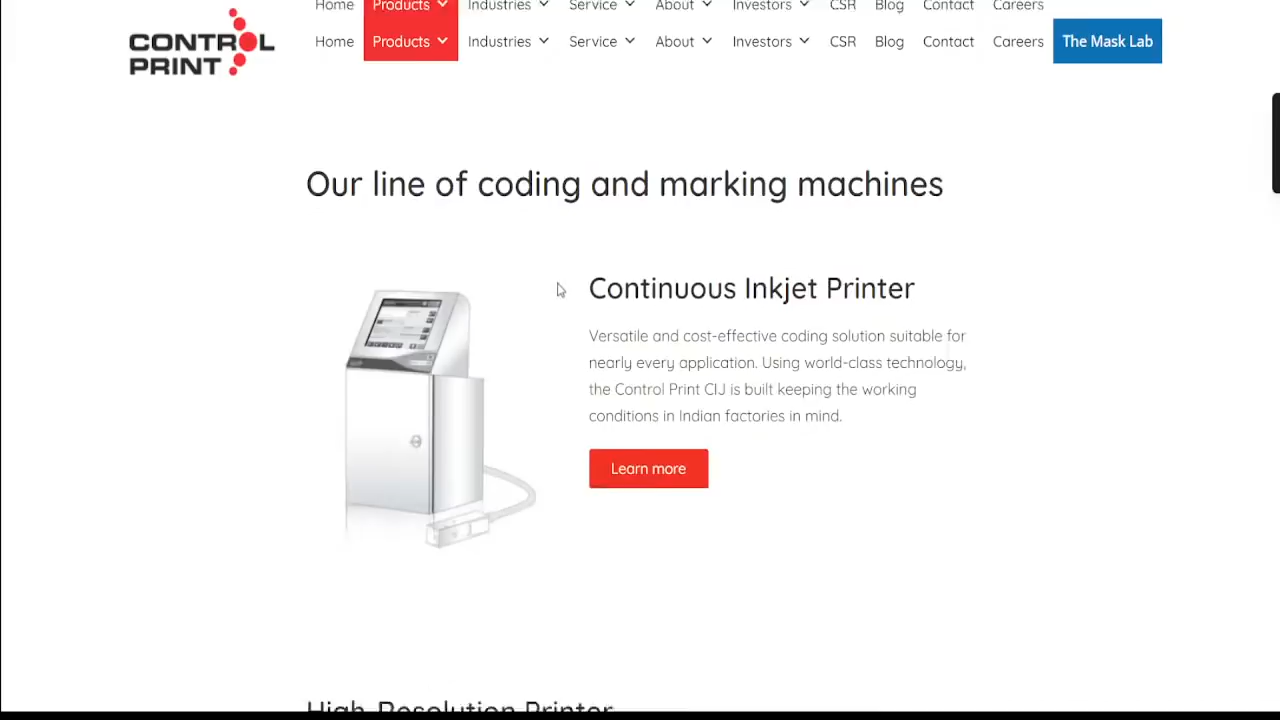 Home Products Industries Service About Investors CSR Blog Contact Careers
CONTROL
PRINT
Home Products Industries Service About Investors CSR Blog Contact Careers The Mask Lab
Our line of coding and marking machines
Continuous Inkjet Printer
Versatile and cost-effective coding solution suitable for
nearly every application. Using world-class technology,
the Control Print CIJ is built keeping the working
conditions in Indian factories in mind.
Learn more
High-Resolution Printer